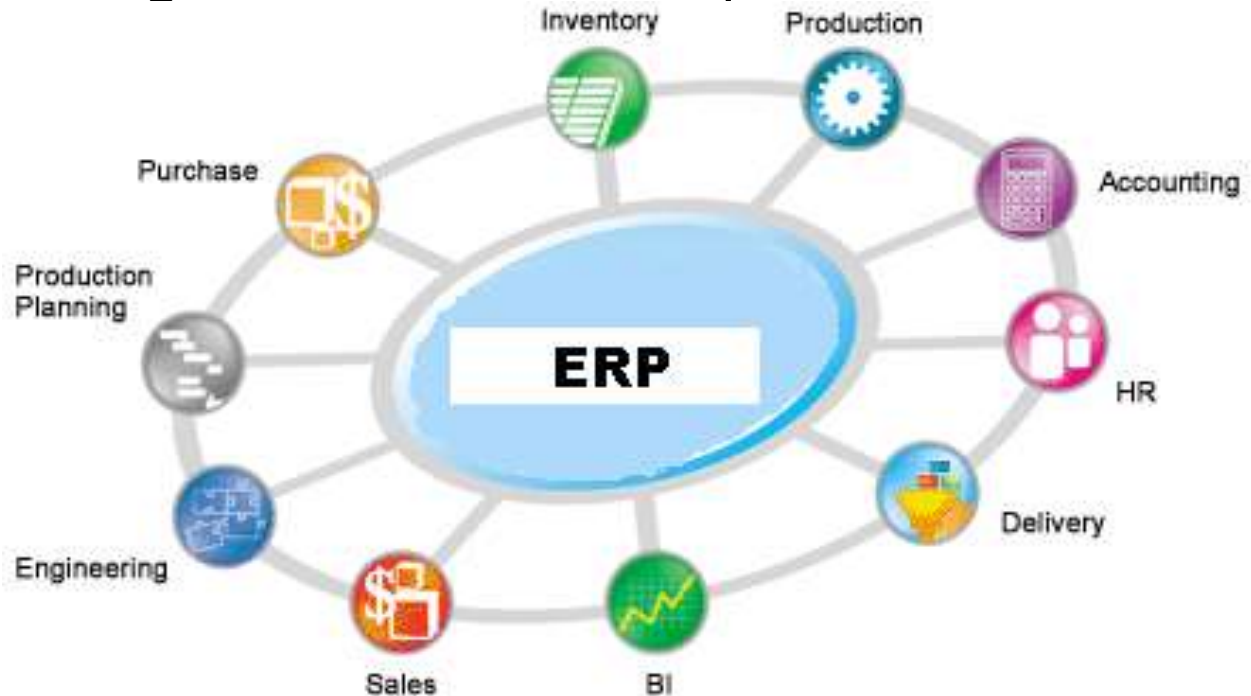 Inventory
Production
Purchase
Accounting
Production
Planning
ERP
HR
Delivery
Engineering
Sales
BI